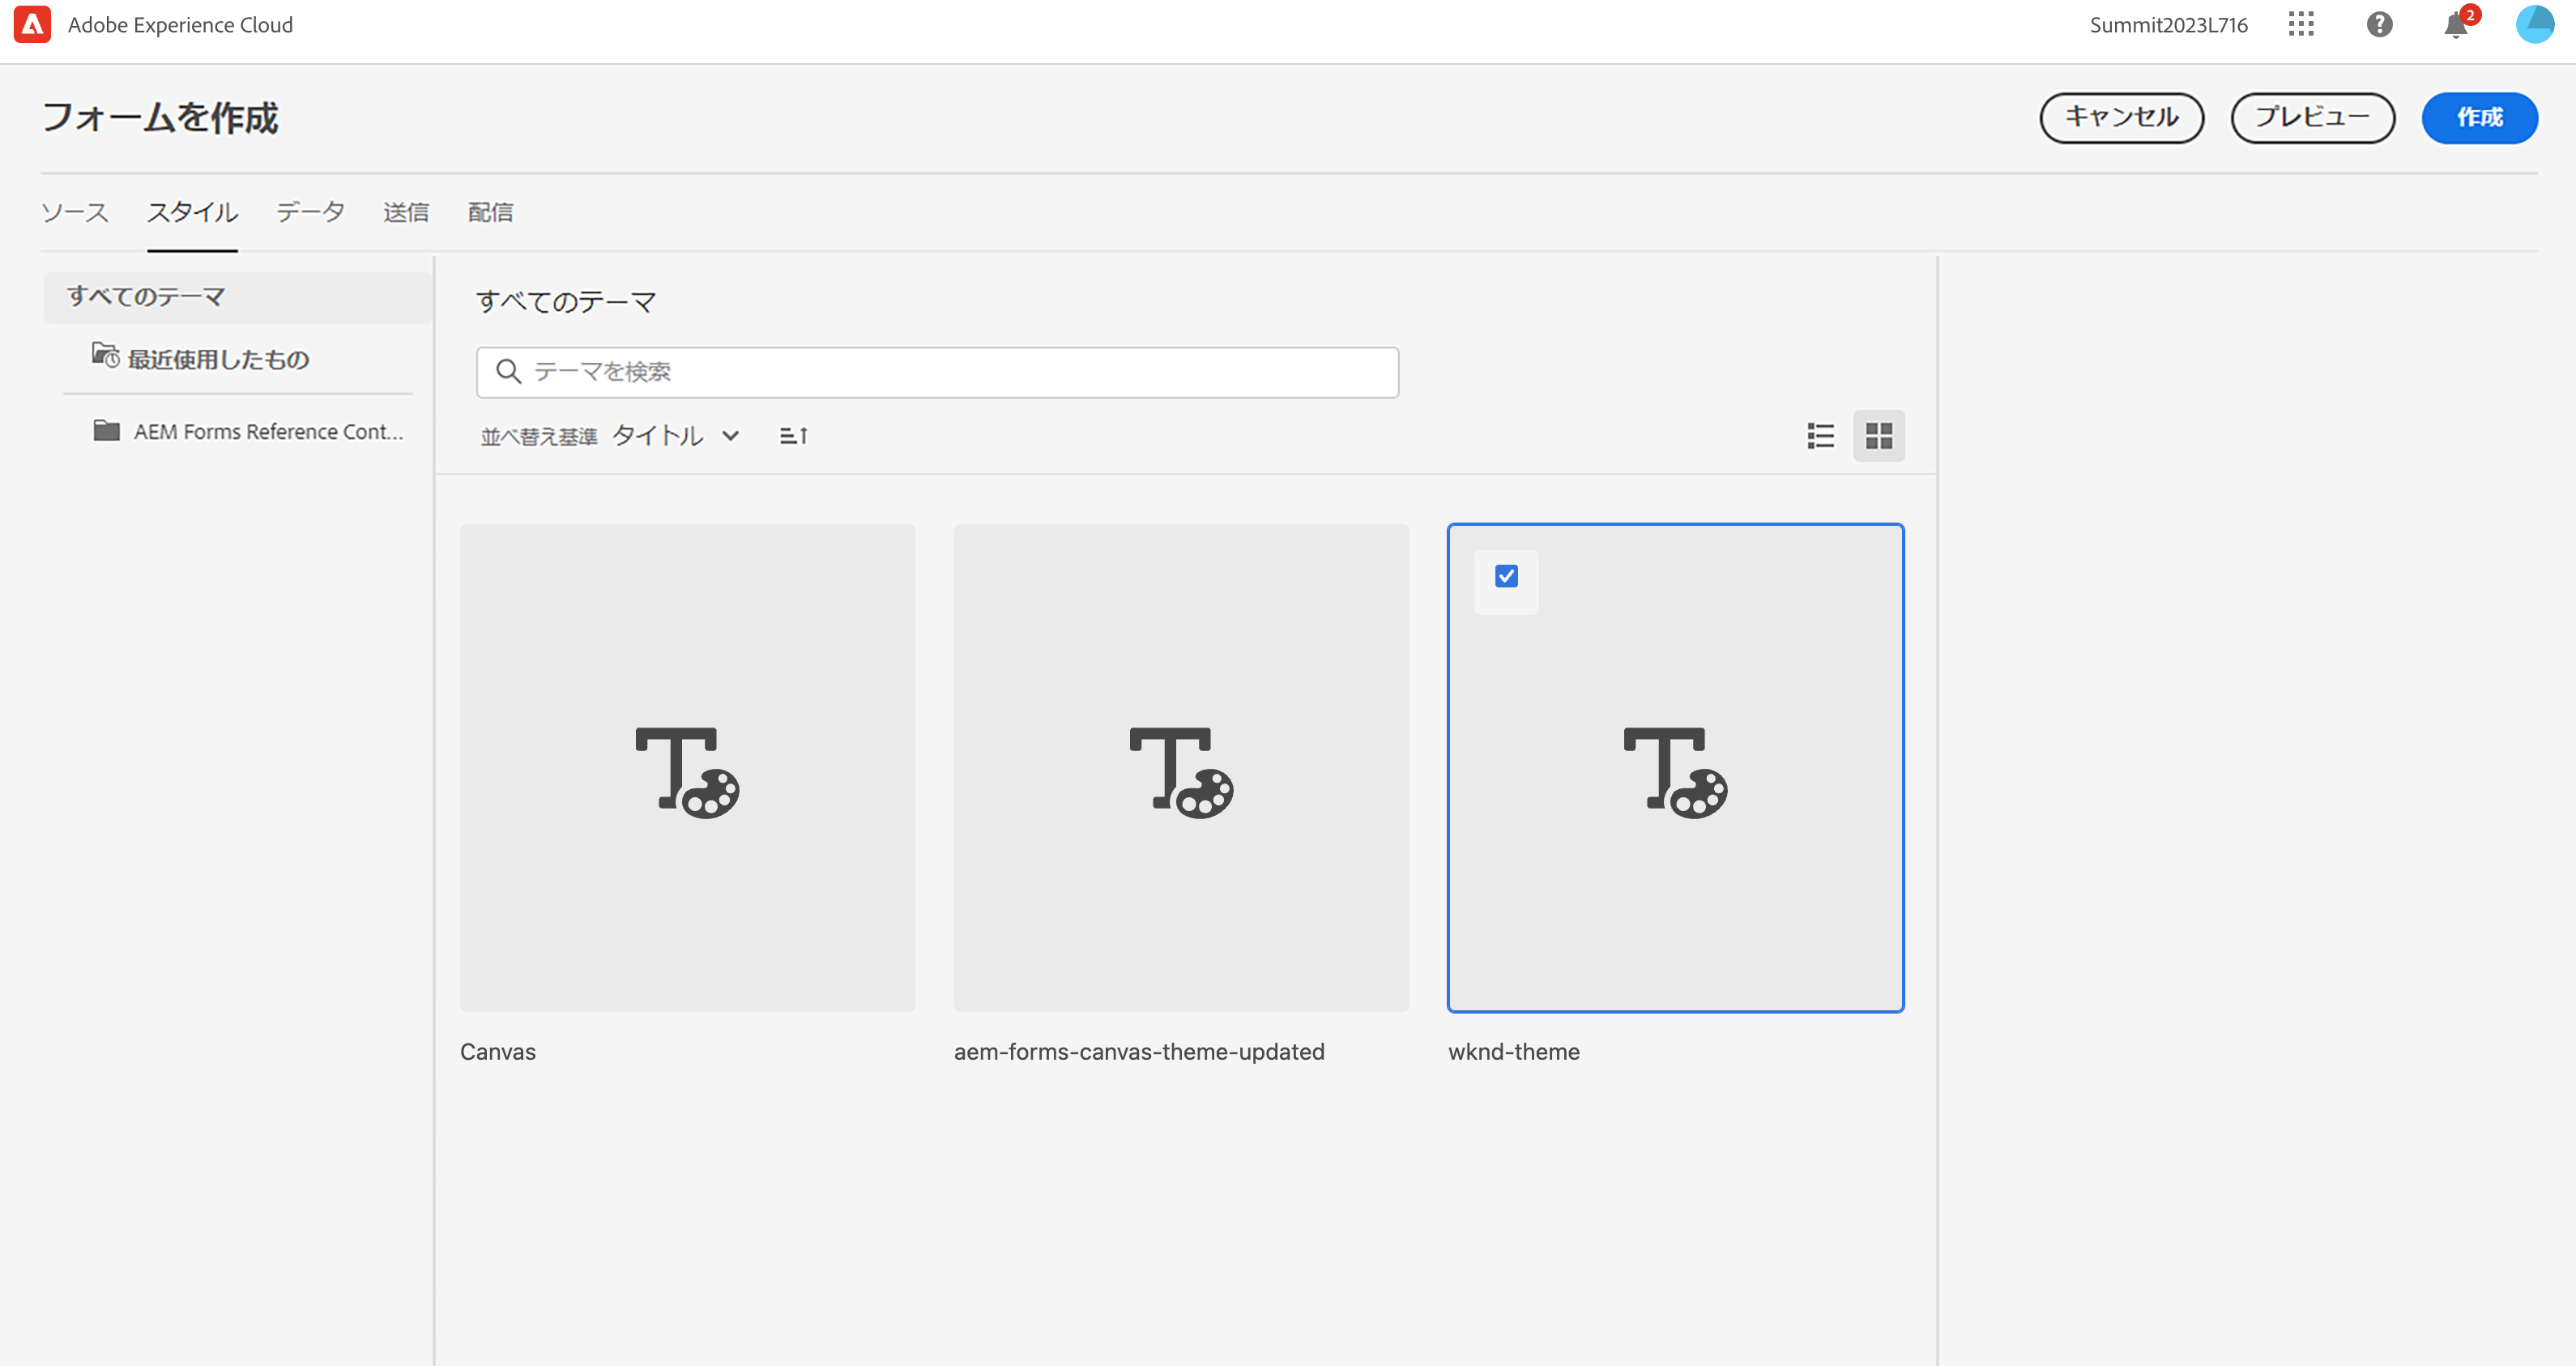 Adobe Experience Cloud
Summit2023L716
2
フォームを作成
キャンセル
プレビュー
作成
ソース
スタイル
データ
送信
配信
すべてのテーマ
最近使用したもの
AEM Forms Reference Cont...
すべてのテーマ
テーマを検索
並べ替え基準 タイトル
Canvas
aem-forms-canvas-theme-updated
wknd-theme